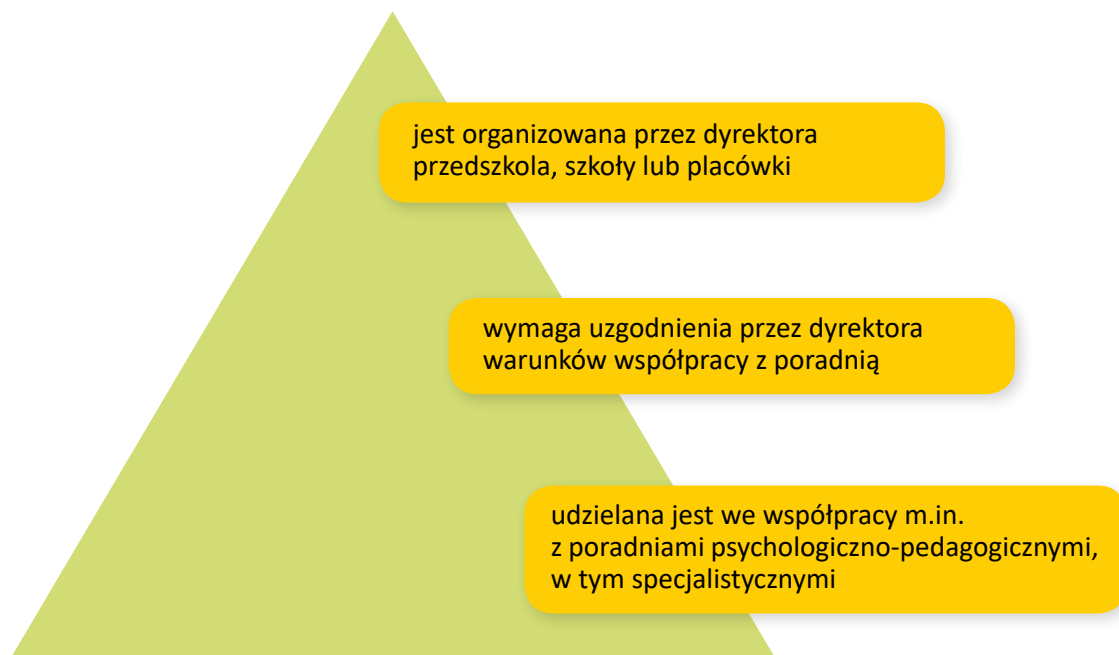 jest organizowana przez dyrektora
przedszkola, szkoły lub placówki
wymaga uzgodnienia przez dyrektora
warunków współpracy z poradnią
udzielana jest we współpracy m.in.
z poradniami psychologiczno-pedagogicznymi,
w tym specjalistycznymi